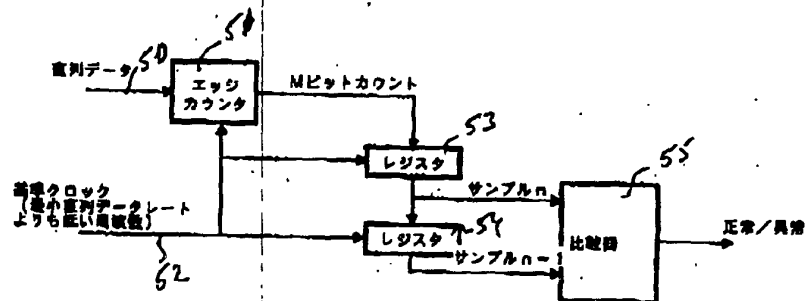 51
直列データ
50
エッジ
カウンタ
Mビットカウント
53
レジスタ
サンプルn
55
基準クロック
(最小直列データレート
よりも低い周波数)
52
レジスタ
54
サンプルn-
比較器
正常/異常